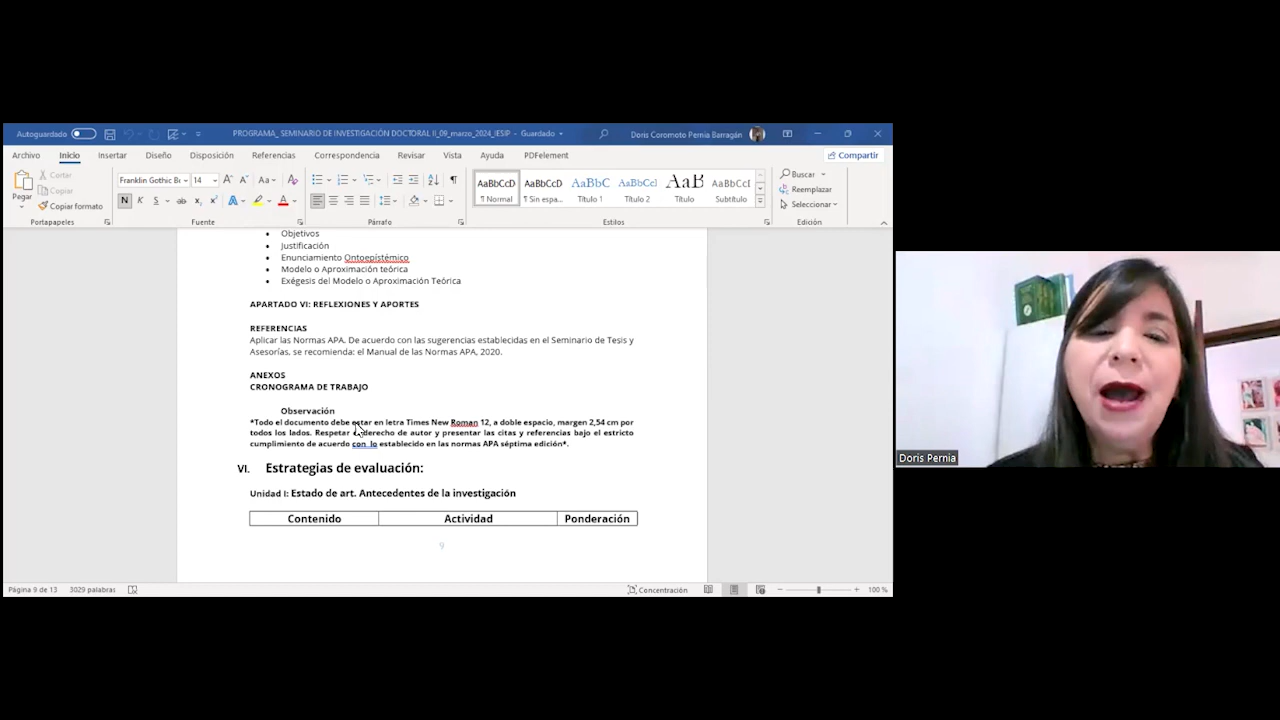 Autoguardado
PROGRAMA_ SEMINARIO DE INVESTIGACIÓN DOCTORAL II_09_marzo_2024_IESIP - Guardado
Doris Coromoto Pernia Barragán
Archivo Inicio Insertar Diseño Disposición Referencias Correspondencia Revisar Vista Ayuda PDFelement Compartir
Pegar
Cortar
Copiar
Copiar formato
Portapapeles
Franklin Gothic B 14
N K S ab x₂ x²
Fuente
Párrafo
AaBbCcD AaBbCcD AaBbC AaBbCcI AaB AaBbCcI
¶ Normal ¶ Sin espa... Título 1 Título 2 Título Subtítulo
Estilos
Buscar
Reemplazar
Seleccionar
Edición
• Objetivos
• Justificación
• Enunciamiento Ontoepistémico
• Modelo o Aproximación teórica
• Exégesis del Modelo o Aproximación Teórica
APARTADO VI: REFLEXIONES Y APORTES
REFERENCIAS
Aplicar las Normas APA. De acuerdo con las sugerencias establecidas en el Seminario de Tesis y
Asesorías, se recomienda: el Manual de las Normas APA, 2020.
ANEXOS
CRONOGRAMA DE TRABAJO
Observación
*Todo el documento debe estar en letra Times New Roman 12, a doble espacio, margen 2,54 cm por
todos los lados. Respetar derecho de autor y presentar las citas y referencias bajo el estricto
cumplimiento de acuerdo con lo establecido en las normas APA séptima edición*.
VI. Estrategias de evaluación:
Unidad I: Estado de art. Antecedentes de la investigación
Contenido Actividad Ponderación
9
Página 9 de 13 3029 palabras Concentración 100 %
Doris Pernia